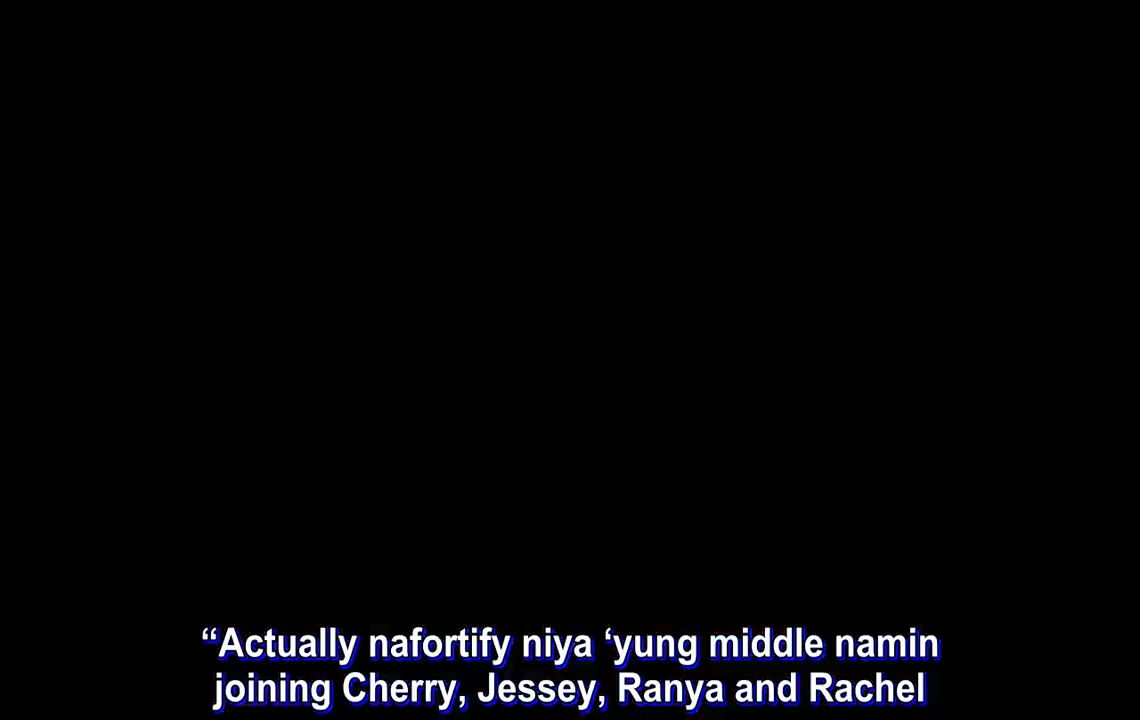 “Actually nafortify niya ‘yung middle namin
joining Cherry, Jessey, Ranya and Rachel